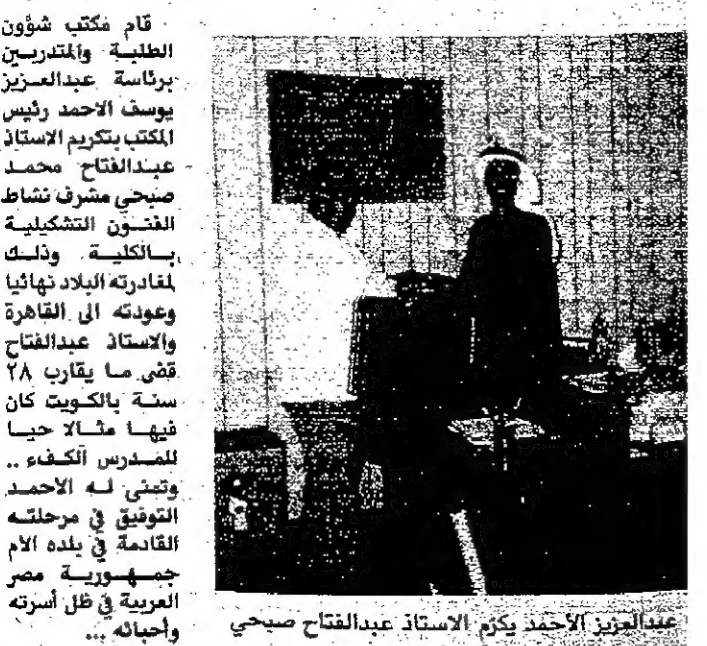 قام مكتب شؤون
الطلبة والمتدربين
برئاسة عبدالعزيز
يوسف الاحمد رئيس
المكتب بتكريم الاستاذ
عبدالفتاح محمد
صبحي مشرف نشاط
الفنون التشكيلية
بالكلية وذلك
لمغادرته البلاد نهائيا
وعودته الى القاهرة
والاستاذ عبدالفتاح
قضى ما يقارب ٢٨
سنة بالكويت كان
فيها مثالا حيا
للمدرس الكفاء ..
وتمنى له الأحمد
التوفيق في مرحلته
القادمة في بلده الام
جمهورية مصر
العربية في ظل أسرته
وأحبائه ...
عبدالعزيز الأحمد يكرم الاستاذ عبدالفتاح صبحي